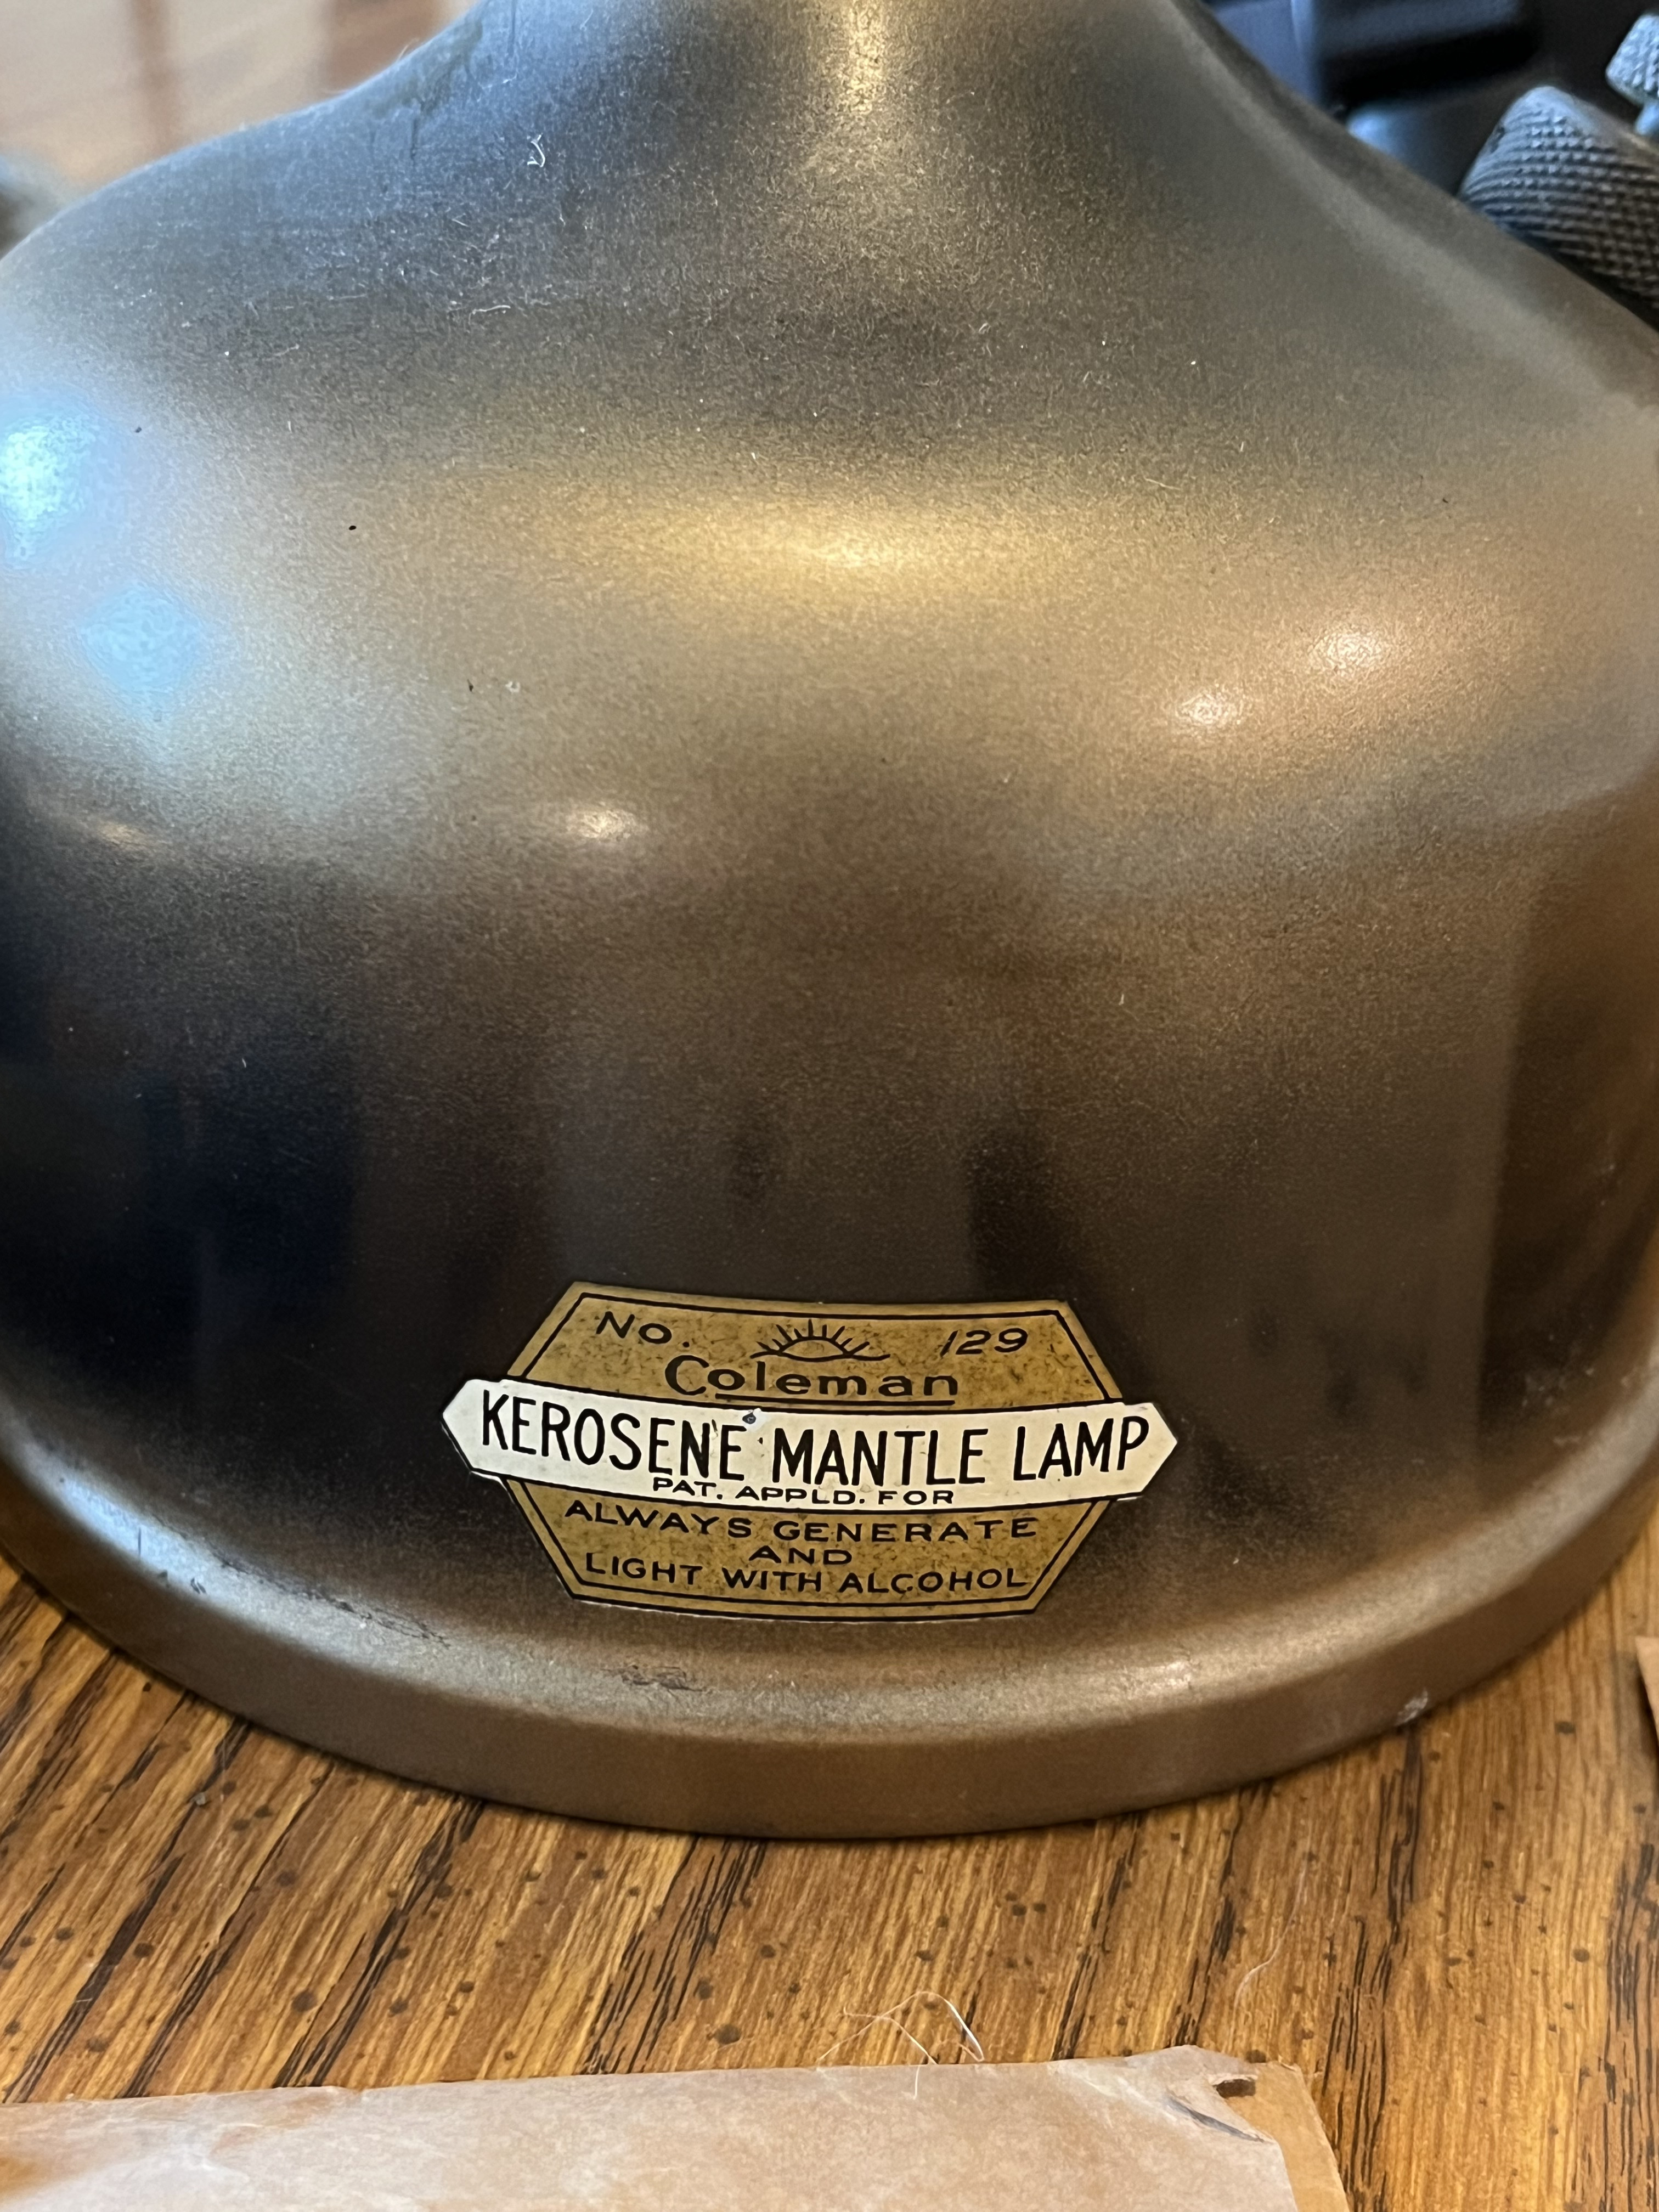 No. 129
Coleman
KEROSENE MANTLE LAMP
PAT. APPLD. FOR
ALWAYS GENERATE
AND
LIGHT WITH ALCOHOL